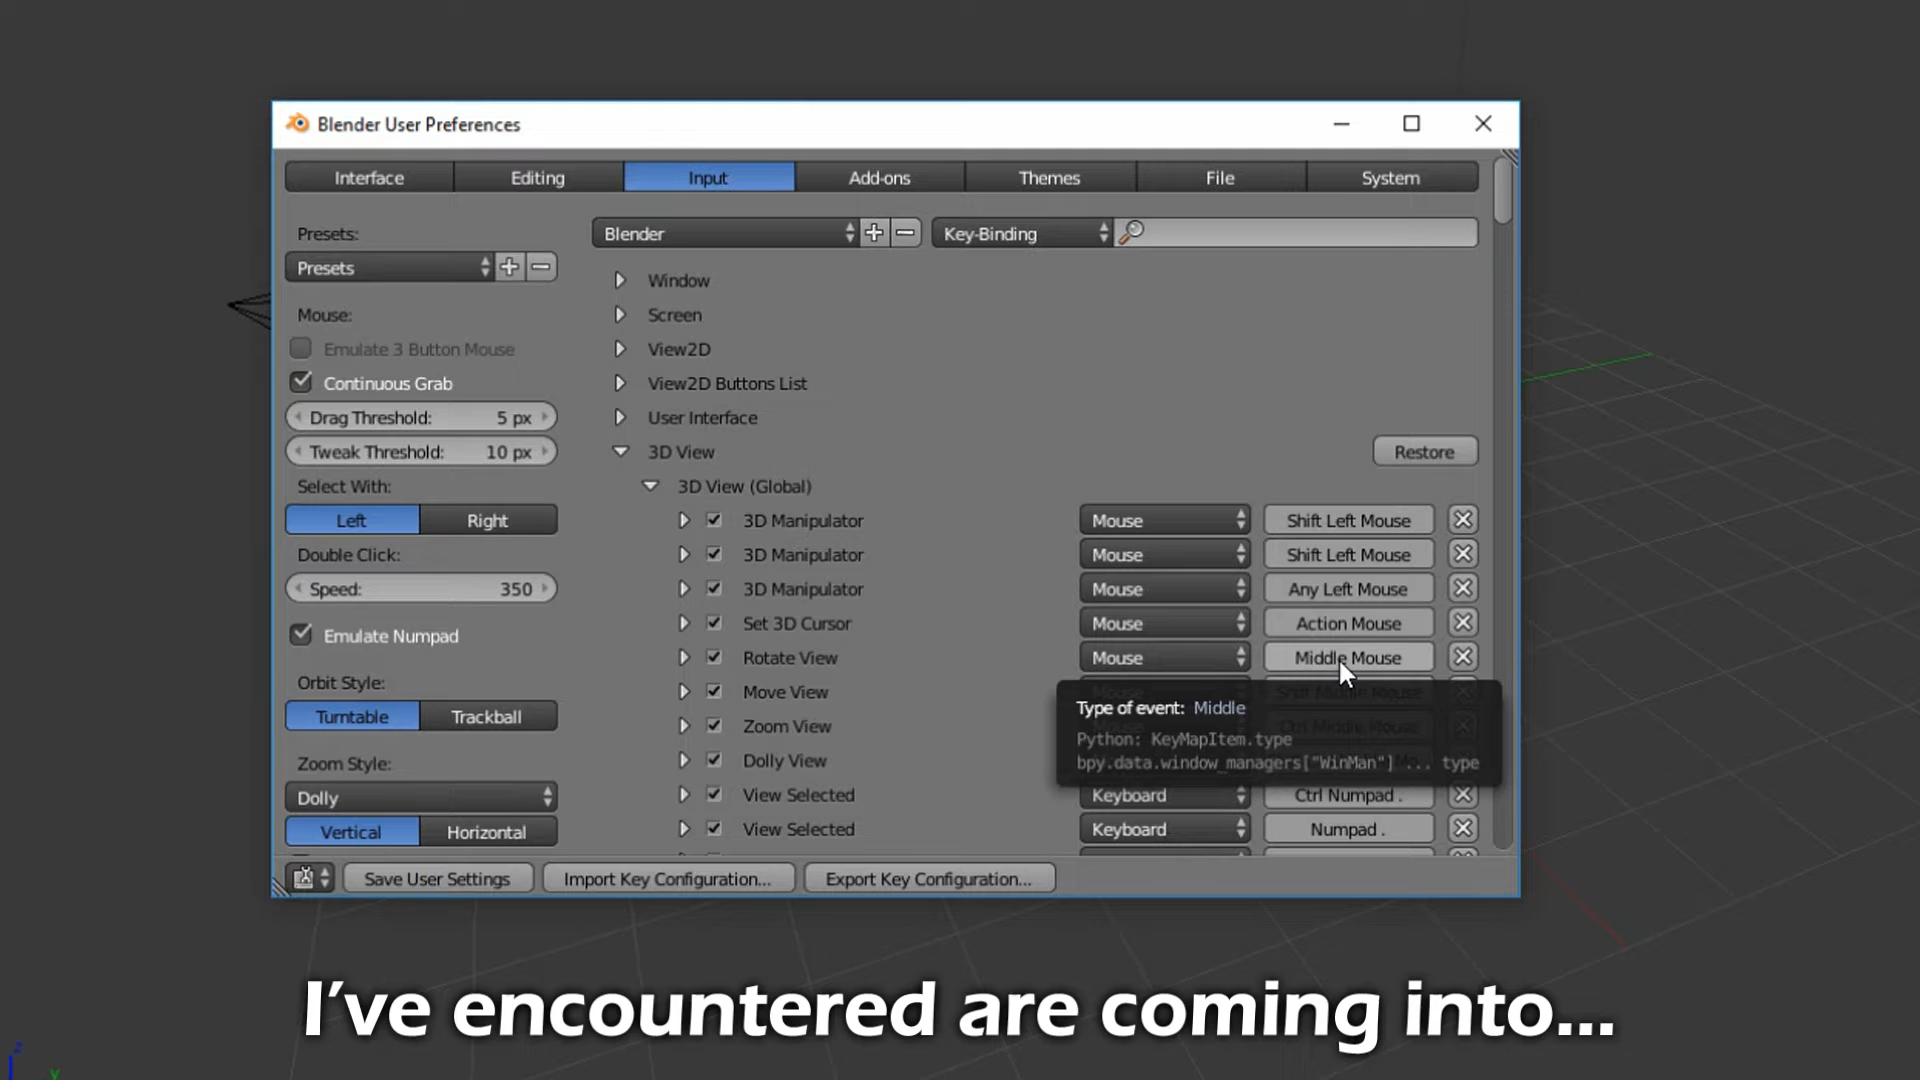 Blender User Preferences
Interface Editing Input Add-ons Themes File System
Presets:
Presets
Mouse:
Emulate 3 Button Mouse
Continuous Grab
Drag Threshold: 5 px
Tweak Threshold: 10 px
Select With:
Left Right
Double Click:
Speed: 350
Emulate Numpad
Orbit Style:
Turntable Trackball
Zoom Style:
Dolly
Vertical Horizontal
Blender Key-Binding
Window
Screen
View2D
View2D Buttons List
User Interface
3D View Restore
3D View (Global)
3D Manipulator Mouse Shift Left Mouse
3D Manipulator Mouse Shift Left Mouse
3D Manipulator Mouse Any Left Mouse
Set 3D Cursor Mouse Action Mouse
Rotate View Mouse Middle Mouse
Move View Mouse Shift Middle Mouse
Zoom View Ctrl Middle Mouse
Dolly View
Type of event: Middle
Python: KeyMapItem.type
bpy.data.window_managers["WinMan"] ... type
View Selected Keyboard Ctrl Numpad .
View Selected Keyboard Numpad .
Save User Settings Import Key Configuration... Export Key Configuration...
I've encountered are coming into...
z
y